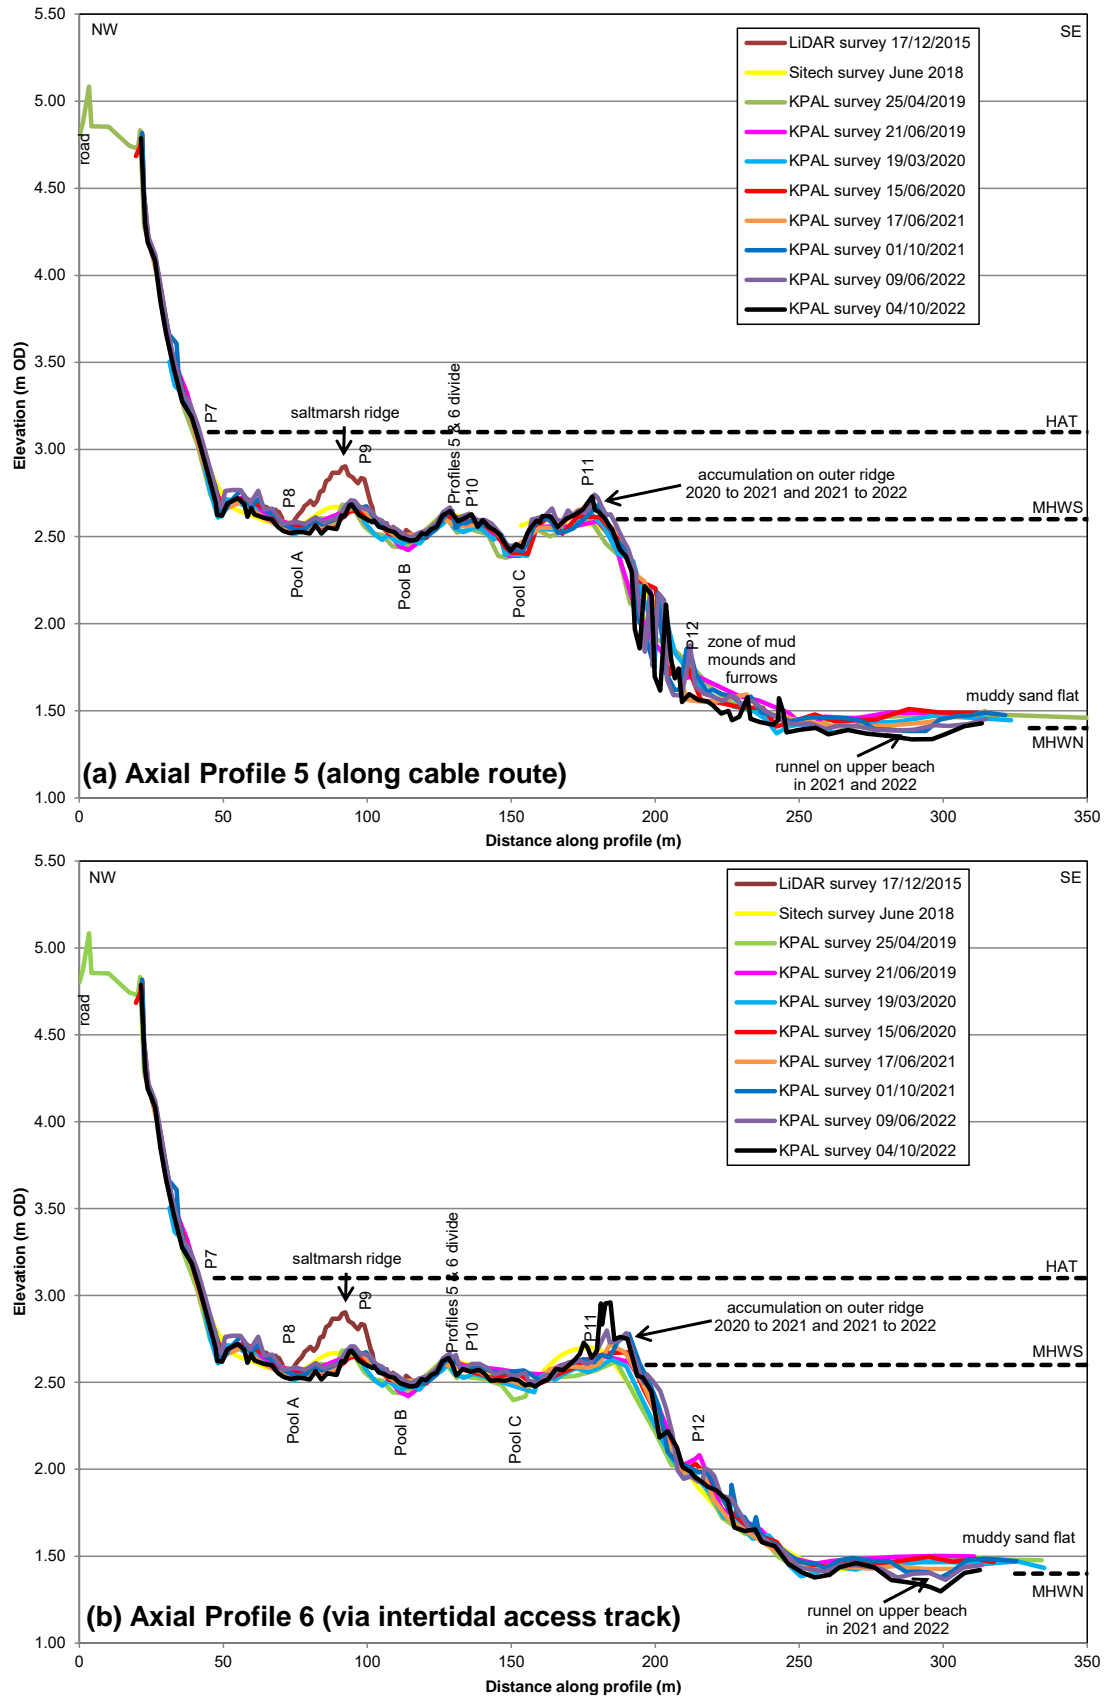 5.50
5.00
4.50
4.00
3.50
3.00
2.50
2.00
1.50
1.00
Elevation (m OD)
NW
SE
LiDAR survey 17/12/2015
Sitech survey June 2018
KPAL survey 25/04/2019
KPAL survey 21/06/2019
KPAL survey 19/03/2020
KPAL survey 15/06/2020
KPAL survey 17/06/2021
KPAL survey 01/10/2021
KPAL survey 09/06/2022
KPAL survey 04/10/2022
road
P7
saltmarsh ridge
P8
P9
Profiles 5 & 6 divide
P10
P11
HAT
accumulation on outer ridge
2020 to 2021 and 2021 to 2022
MHWS
Pool A
Pool B
Pool C
P12
zone of mud
mounds and
furrows
muddy sand flat
MHWN
runnel on upper beach
in 2021 and 2022
(a) Axial Profile 5 (along cable route)
0
50
100
150
200
250
300
350
Distance along profile (m)
5.50
5.00
4.50
4.00
3.50
3.00
2.50
2.00
1.50
1.00
Elevation (m OD)
NW
SE
LiDAR survey 17/12/2015
Sitech survey June 2018
KPAL survey 25/04/2019
KPAL survey 21/06/2019
KPAL survey 19/03/2020
KPAL survey 15/06/2020
KPAL survey 17/06/2021
KPAL survey 01/10/2021
KPAL survey 09/06/2022
KPAL survey 04/10/2022
road
P7
saltmarsh ridge
P8
P9
Profiles 5 & 6 divide
P10
P11
HAT
accumulation on outer ridge
2020 to 2021 and 2021 to 2022
MHWS
Pool A
Pool B
Pool C
P12
muddy sand flat
MHWN
runnel on upper beach
in 2021 and 2022
(b) Axial Profile 6 (via intertidal access track)
0
50
100
150
200
250
300
350
Distance along profile (m)